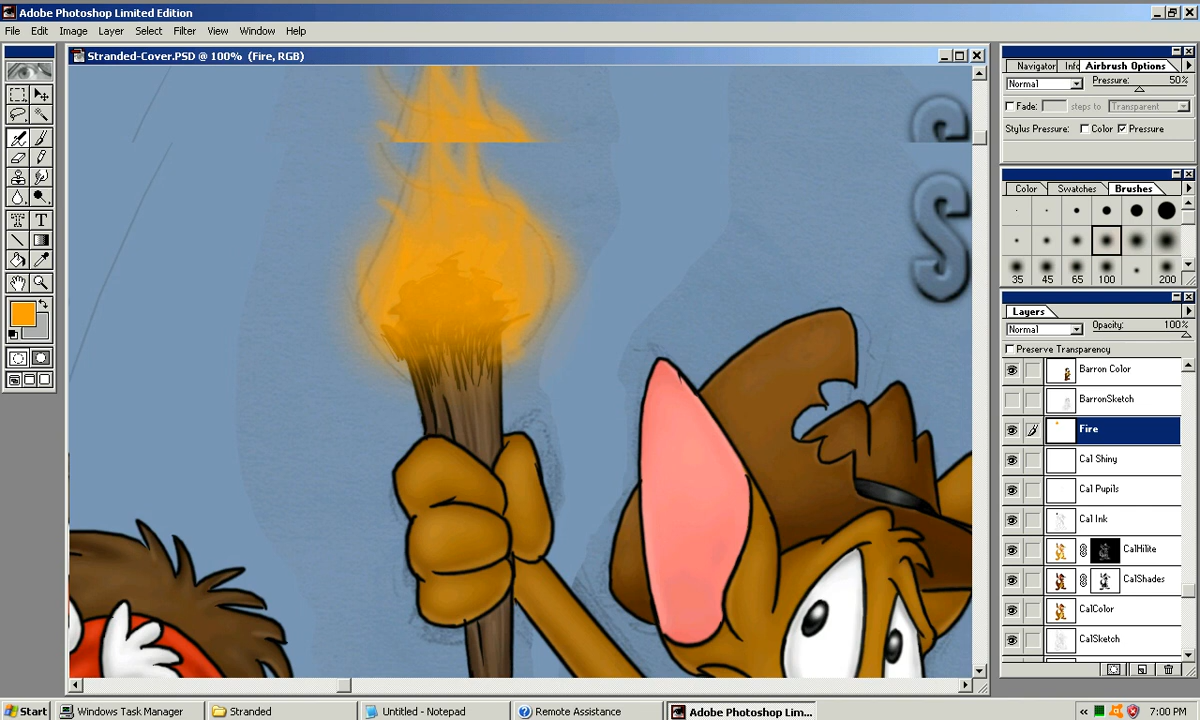 Adobe Photoshop Limited Edition
File Edit Image Layer Select Filter View Window Help
Stranded-Cover.PSD @ 100% (Fire, RGB)
S
S
Navigator Info Airbrush Options
Normal Pressure: 50%
Fade: steps to Transparent
Stylus Pressure: Color Pressure
Color Swatches Brushes
35 45 65 100 200
Layers
Normal Opacity: 100%
Preserve Transparency
Barron Color
BarronSketch
Fire
Cal Shiny
Cal Pupils
Cal Ink
CalHilite
CalShades
CalColor
CalSketch
Start Windows Task Manager Stranded Untitled - Notepad Remote Assistance Adobe Photoshop Lim... 7:00 PM